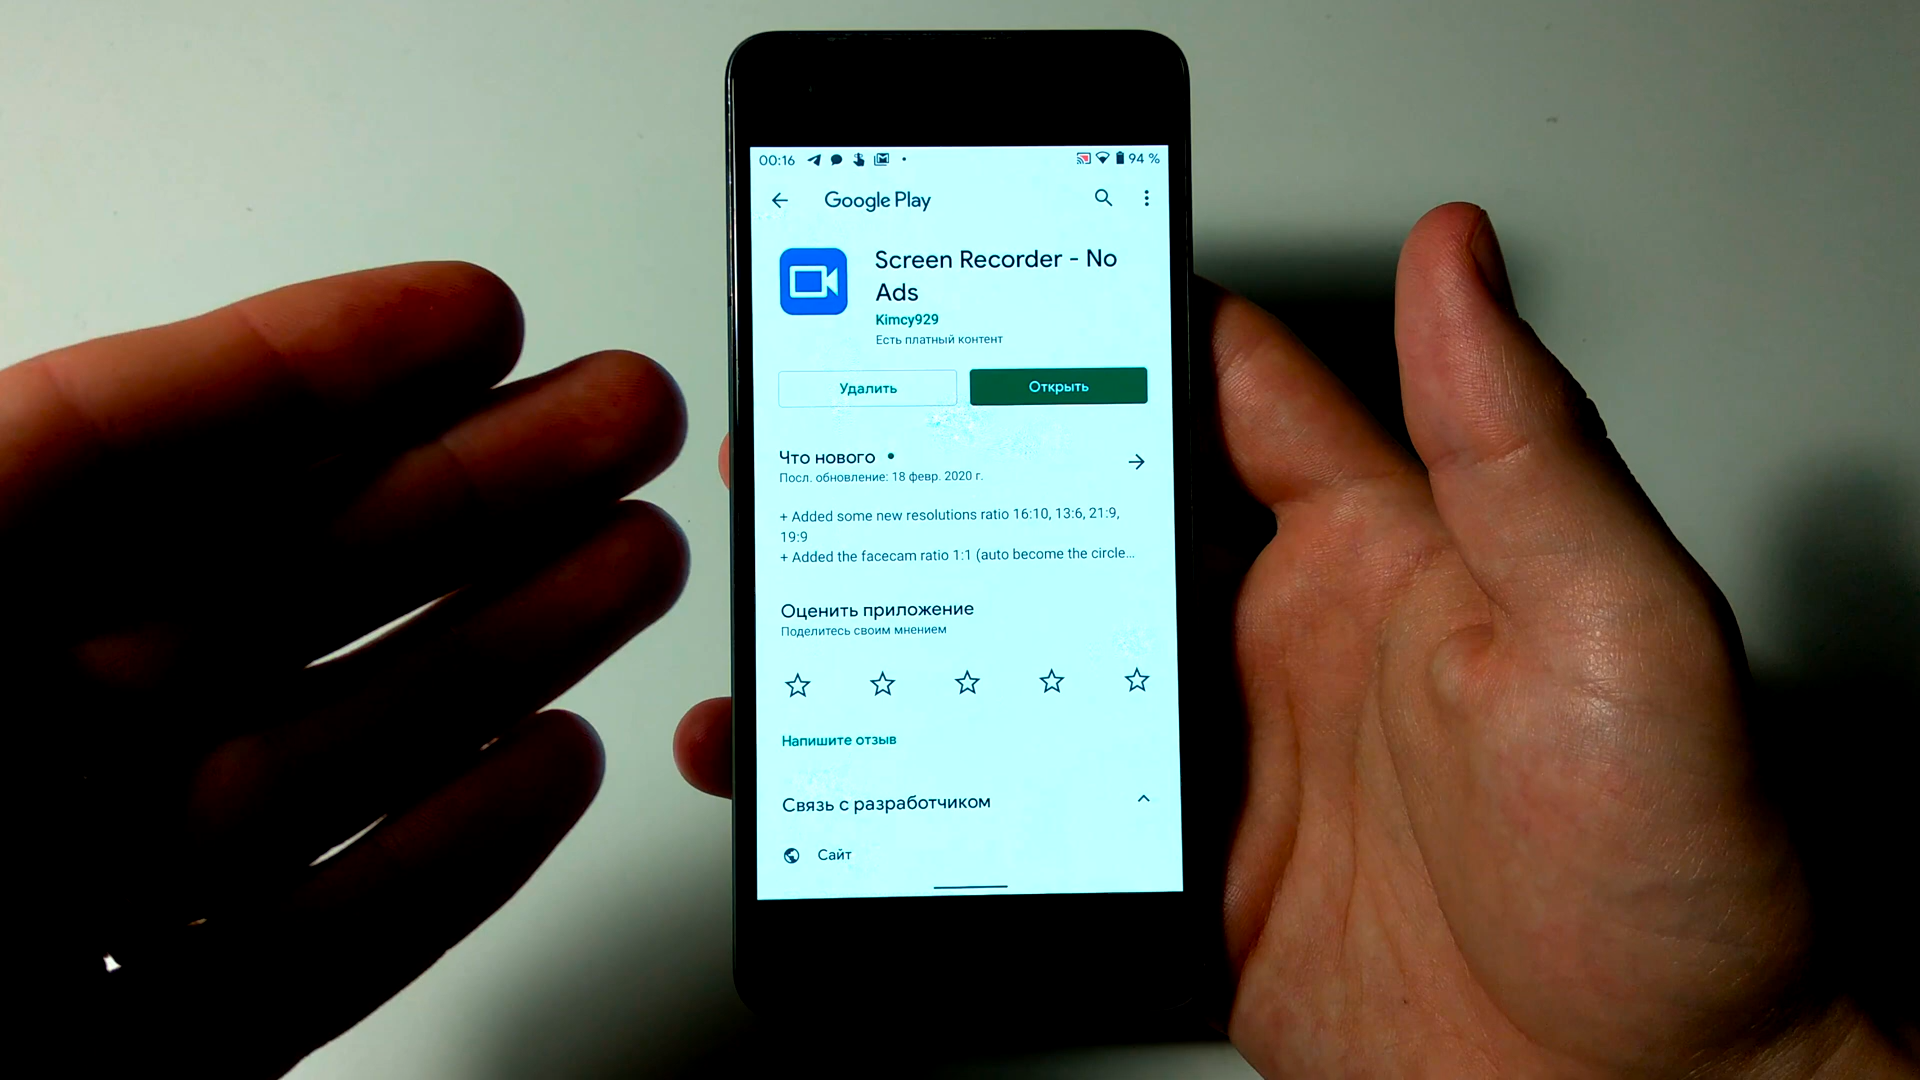 00:16
94 %
Google Play
Screen Recorder - No
Ads
Kimcy929
Есть платный контент
Удалить
Открыть
Что нового •
Посл. обновление: 18 февр. 2020 г.
+ Added some new resolutions ratio 16:10, 13:6, 21:9,
19:9
+ Added the facecam ratio 1:1 (auto become the circle...
Оценить приложение
Поделитесь своим мнением
Напишите отзыв
Связь с разработчиком
Сайт